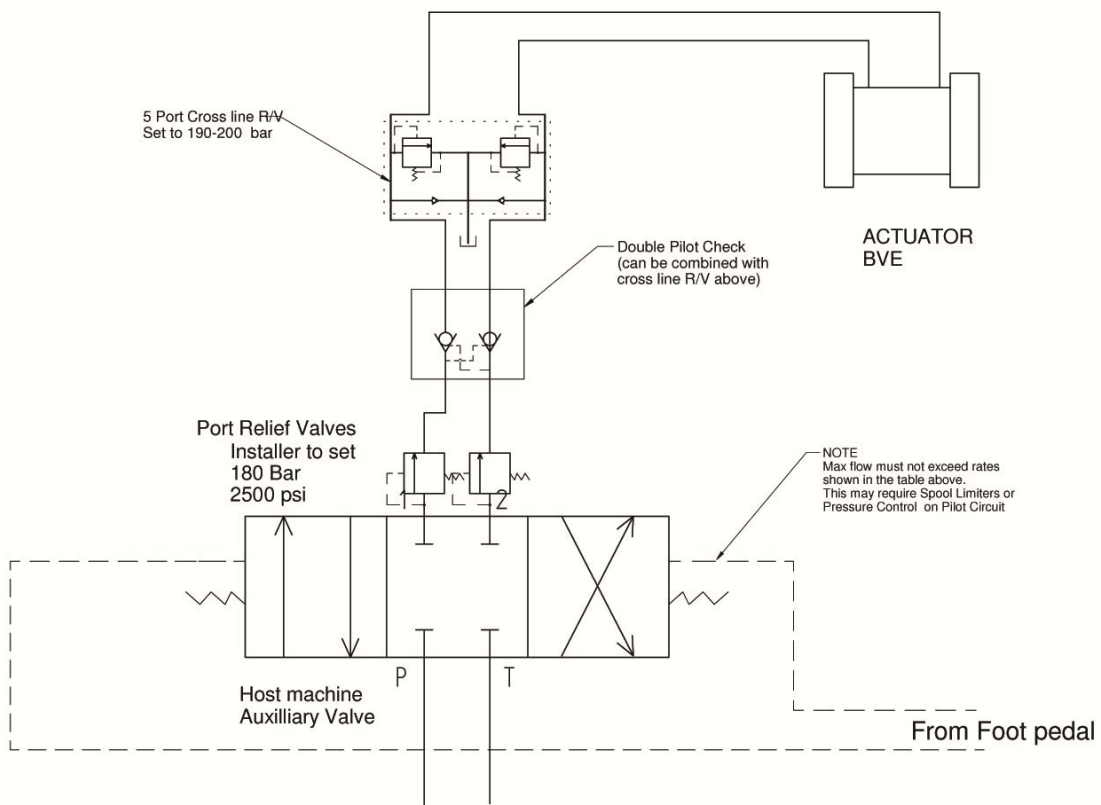 5 Port Cross line R/V
Set to 190-200 bar
ACTUATOR
BVE
Double Pilot Check
(can be combined with
cross line R/V above)
Port Relief Valves
Installer to set
180 Bar
2500 psi
NOTE
Max flow must not exceed rates
shown in the table above.
This may require Spool Limiters or
Pressure Control on Pilot Circuit
1 2
P T
Host machine
Auxilliary Valve
From Foot pedal